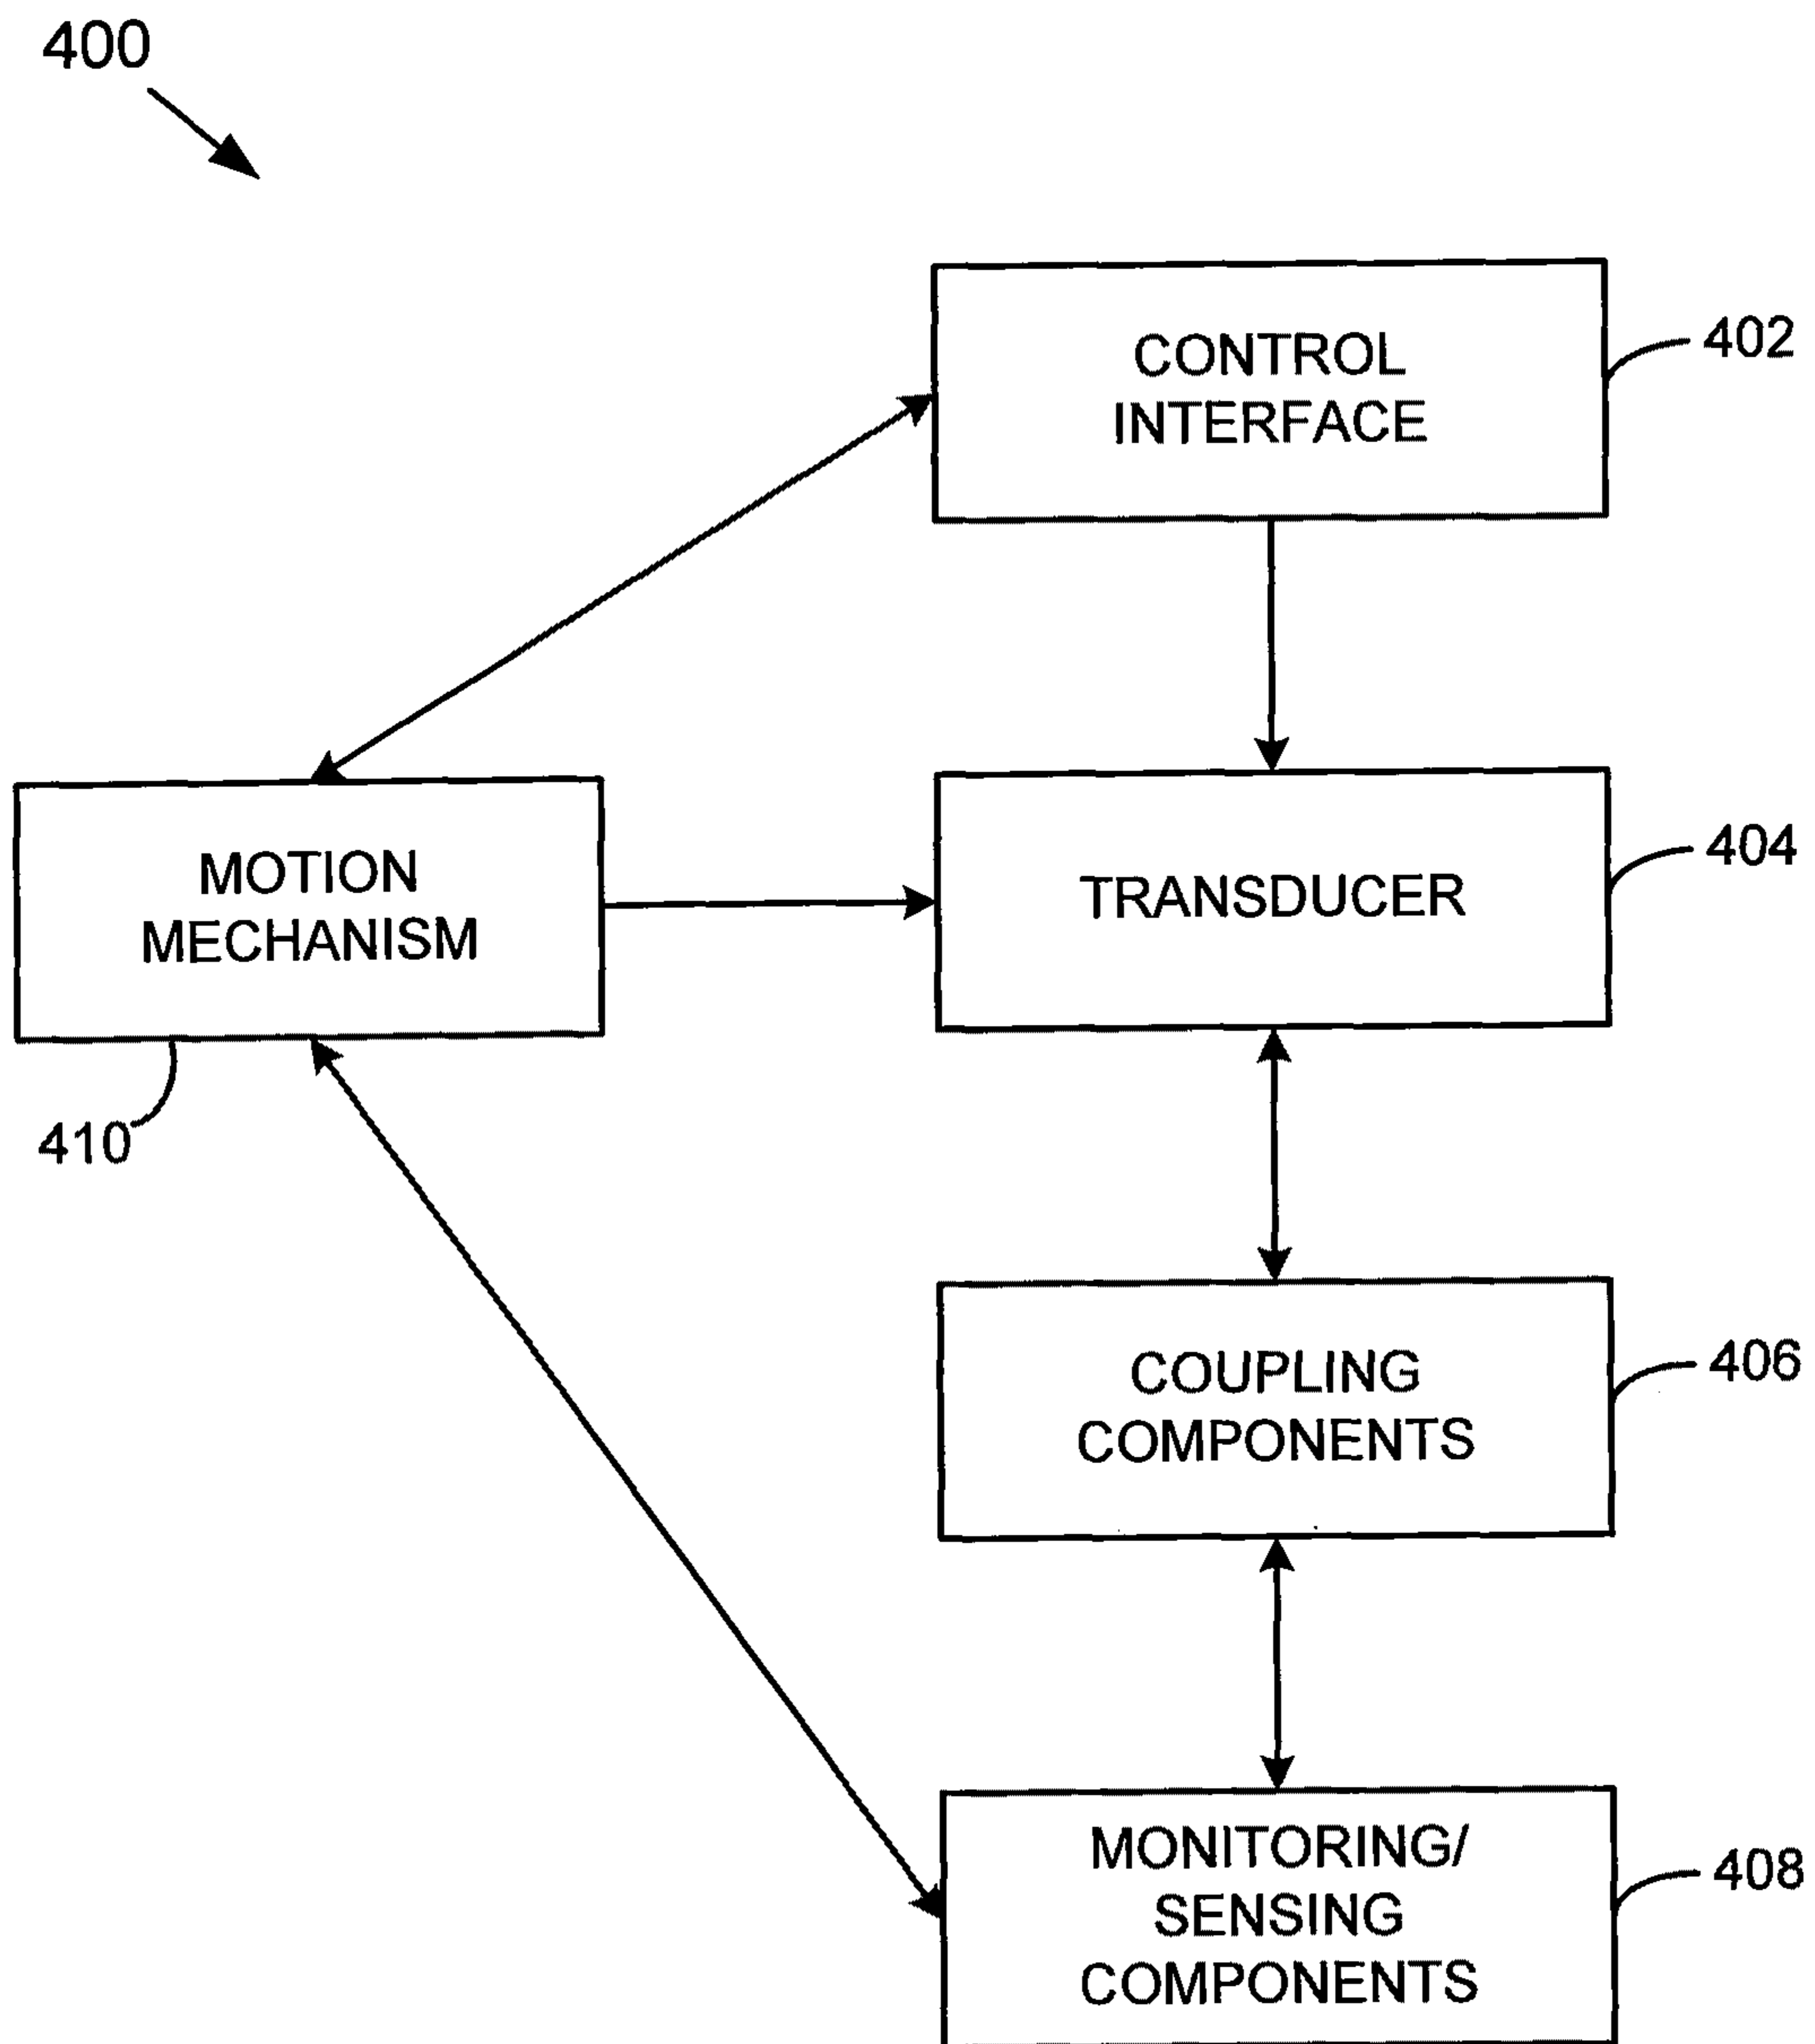 400
CONTROL
INTERFACE
402
MOTION
MECHANISM
TRANSDUCER
404
410
COUPLING
COMPONENTS
406
MONITORING/
SENSING
COMPONENTS
408